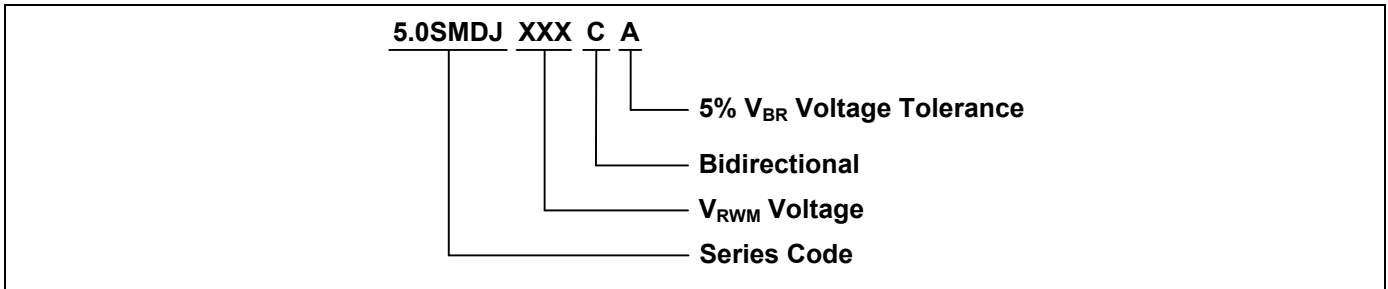 5.0SMDJ XXX C A
5% VBR Voltage Tolerance
Bidirectional
VRWM Voltage
Series Code